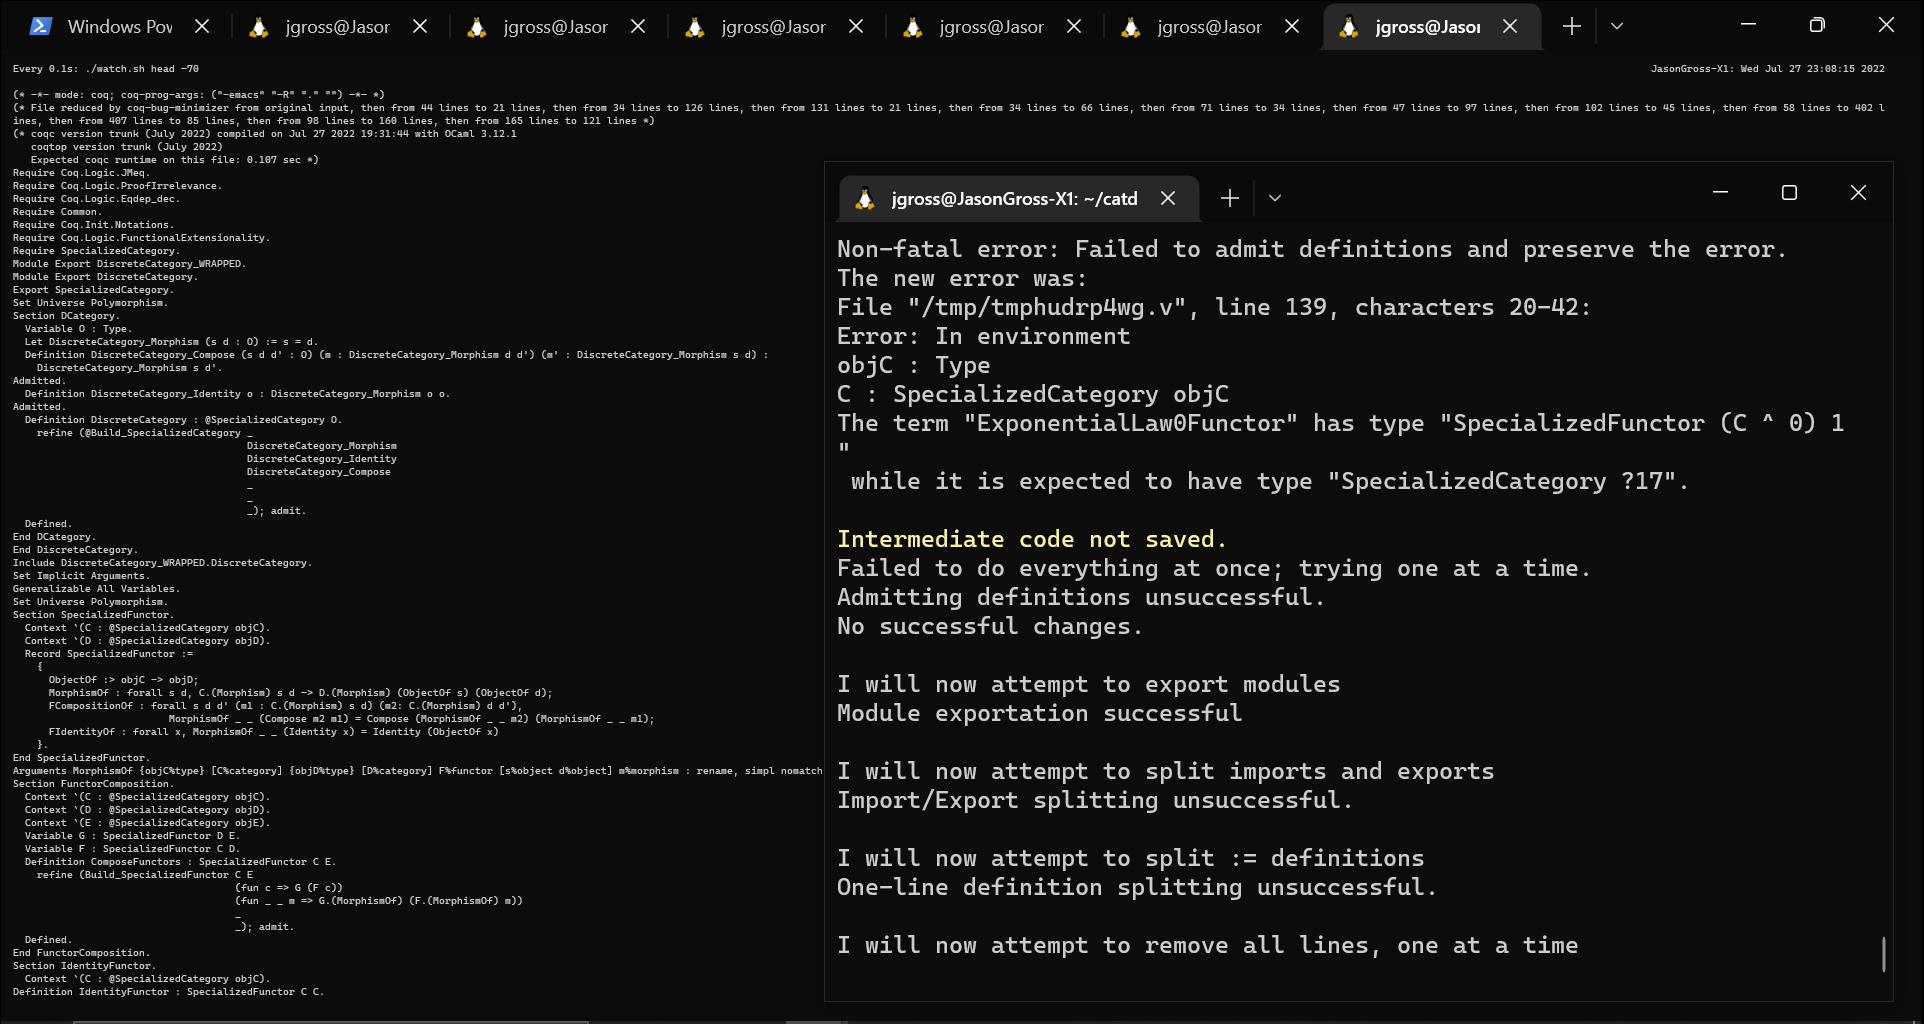 Windows Pov
jgross@Jasor
jgross@Jasor
jgross@Jasor
jgross@Jasor
jgross@Jasor
jgross@Jasor
Every 0.1s: ./watch.sh head -70
JasonGross-X1: Wed Jul 27 23:08:15 2022
(* -*- mode: coq; coq-prog-args: ("-emacs" "-R" "." "") -*- *)
(* File reduced by coq-bug-minimizer from original input, then from 44 lines to 21 lines, then from 34 lines to 126 lines, then from 131 lines to 21 lines, then from 34 lines to 66 lines, then from 71 lines to 34 lines, then from 47 lines to 97 lines, then from 102 lines to 45 lines, then from 58 lines to 402 l
ines, then from 407 lines to 85 lines, then from 98 lines to 160 lines, then from 165 lines to 121 lines *)
(* coqc version trunk (July 2022) compiled on Jul 27 2022 19:31:44 with OCaml 3.12.1
   coqtop version trunk (July 2022)
   Expected coqc runtime on this file: 0.107 sec *)
Require Coq.Logic.JMeq.
Require Coq.Logic.ProofIrrelevance.
Require Coq.Logic.Eqdep_dec.
Require Common.
Require Coq.Init.Notations.
Require Coq.Logic.FunctionalExtensionality.
Require SpecializedCategory.
Module Export DiscreteCategory_WRAPPED.
Module Export DiscreteCategory.
Export SpecializedCategory.
Set Universe Polymorphism.
Section DCategory.
  Variable O : Type.
  Let DiscreteCategory_Morphism (s d : O) := s = d.
  Definition DiscreteCategory_Compose (s d d' : O) (m : DiscreteCategory_Morphism d d') (m' : DiscreteCategory_Morphism s d) :
    DiscreteCategory_Morphism s d'.
Admitted.
  Definition DiscreteCategory_Identity o : DiscreteCategory_Morphism o o.
Admitted.
  Definition DiscreteCategory : @SpecializedCategory O.
    refine (@Build_SpecializedCategory _
                                       DiscreteCategory_Morphism
                                       DiscreteCategory_Identity
                                       DiscreteCategory_Compose
                                       _
                                       _
                                       _); admit.
  Defined.
End DCategory.
End DiscreteCategory.
Include DiscreteCategory_WRAPPED.DiscreteCategory.
Set Implicit Arguments.
Generalizable All Variables.
Set Universe Polymorphism.
Section SpecializedFunctor.
  Context `(C : @SpecializedCategory objC).
  Context `(D : @SpecializedCategory objD).
  Record SpecializedFunctor :=
    {
      ObjectOf :> objC -> objD;
      MorphismOf : forall s d, C.(Morphism) s d -> D.(Morphism) (ObjectOf s) (ObjectOf d);
      FCompositionOf : forall s d d' (m1 : C.(Morphism) s d) (m2: C.(Morphism) d d'),
                          MorphismOf _ _ (Compose m2 m1) = Compose (MorphismOf _ _ m2) (MorphismOf _ _ m1);
      FIdentityOf : forall x, MorphismOf _ _ (Identity x) = Identity (ObjectOf x)
    }.
End SpecializedFunctor.
Arguments MorphismOf {objC%type} [C%category] {objD%type} [D%category] F%functor [s%object d%object] m%morphism : rename, simpl nomatch
Section FunctorComposition.
  Context `(C : @SpecializedCategory objC).
  Context `(D : @SpecializedCategory objD).
  Context `(E : @SpecializedCategory objE).
  Variable G : SpecializedFunctor D E.
  Variable F : SpecializedFunctor C D.
  Definition ComposeFunctors : SpecializedFunctor C E.
    refine (Build_SpecializedFunctor C E
                                     (fun c => G (F c))
                                     (fun _ _ m => G.(MorphismOf) (F.(MorphismOf) m))
                                     _
                                     _); admit.
  Defined.
End FunctorComposition.
Section IdentityFunctor.
  Context `(C : @SpecializedCategory objC).
Definition IdentityFunctor : SpecializedFunctor C C.
jgross@JasonGross-X1: ~/catd
Non-fatal error: Failed to admit definitions and preserve the error.
The new error was:
File "/tmp/tmphudrp4wg.v", line 139, characters 20-42:
Error: In environment
objC : Type
C : SpecializedCategory objC
The term "ExponentialLaw0Functor" has type "SpecializedFunctor (C ^ 0) 1
"
 while it is expected to have type "SpecializedCategory ?17".
Intermediate code not saved.
Failed to do everything at once; trying one at a time.
Admitting definitions unsuccessful.
No successful changes.
I will now attempt to export modules
Module exportation successful
I will now attempt to split imports and exports
Import/Export splitting unsuccessful.
I will now attempt to split := definitions
One-line definition splitting unsuccessful.
I will now attempt to remove all lines, one at a time